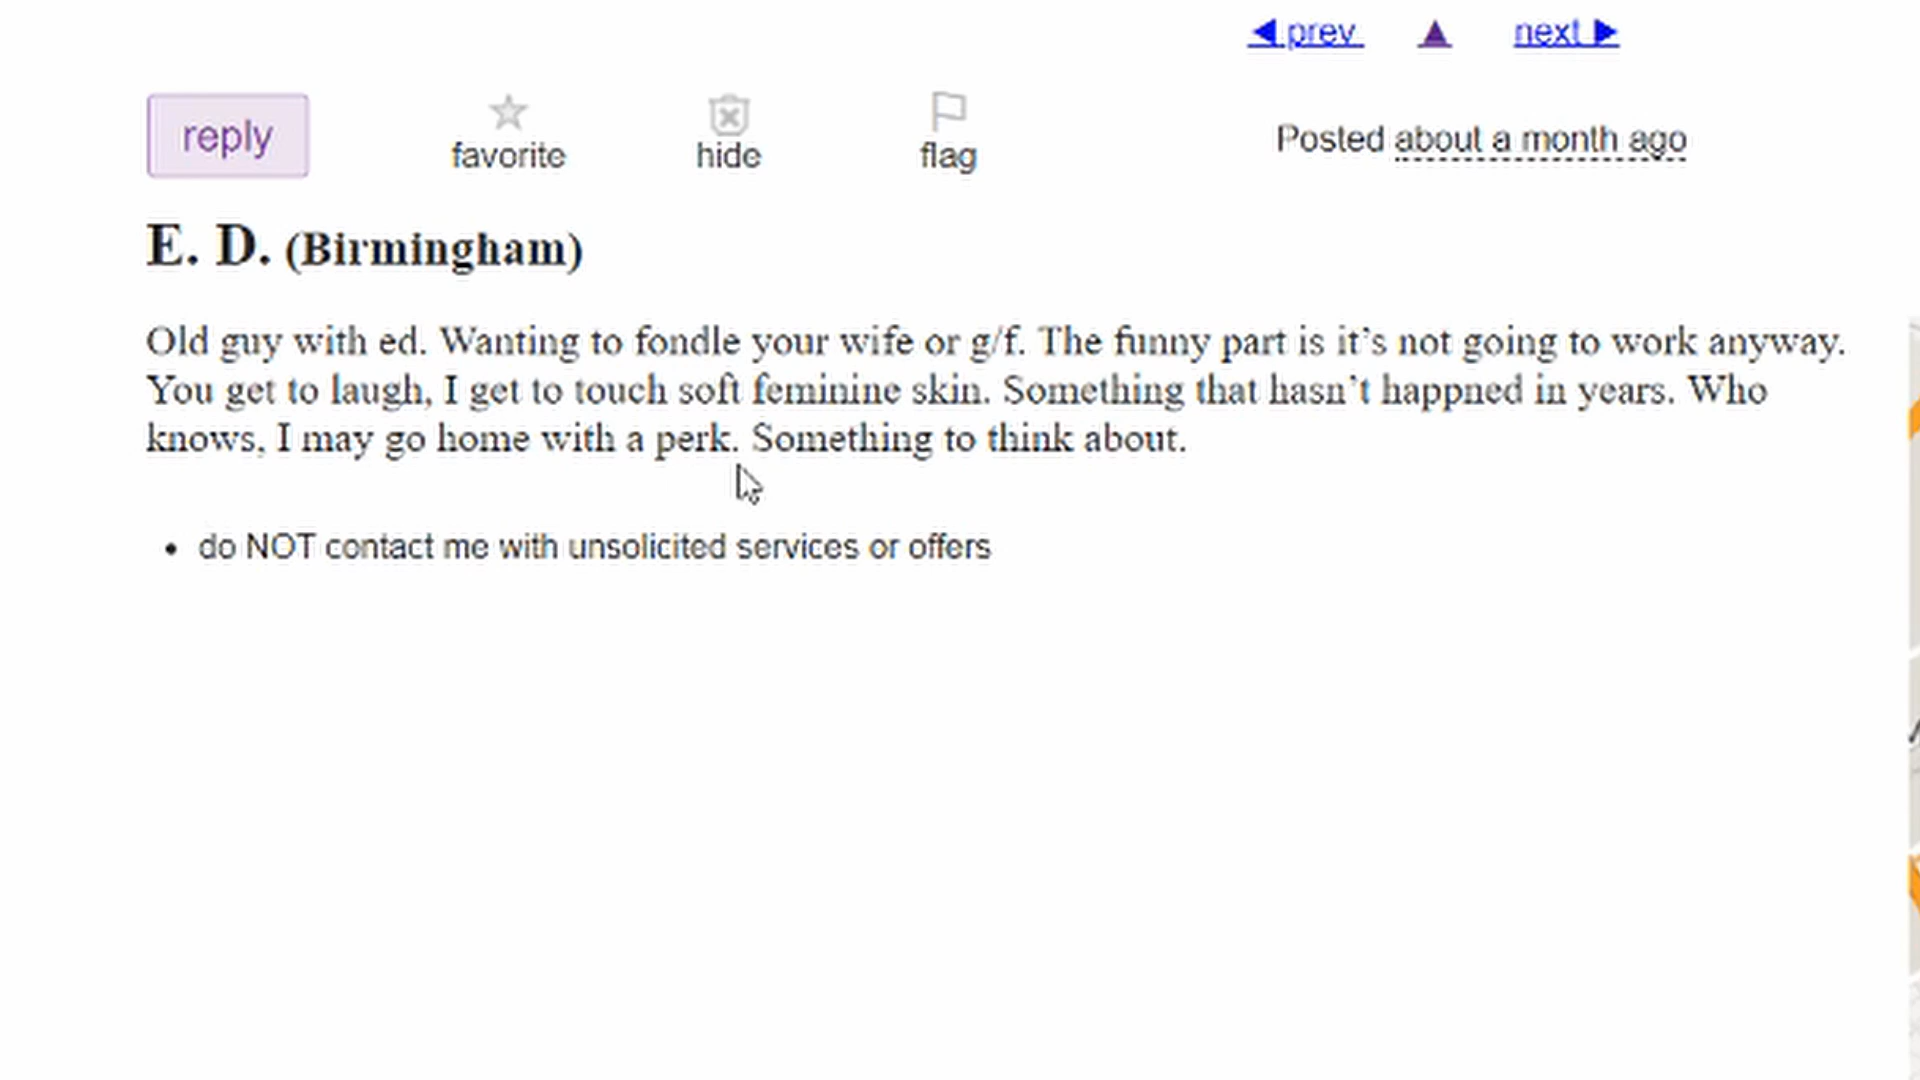 prev next
reply favorite hide flag Posted about a month ago
E. D. (Birmingham)
Old guy with ed. Wanting to fondle your wife or g/f. The funny part is it’s not going to work anyway.
You get to laugh, I get to touch soft feminine skin. Something that hasn’t happned in years. Who
knows, I may go home with a perk. Something to think about.
• do NOT contact me with unsolicited services or offers